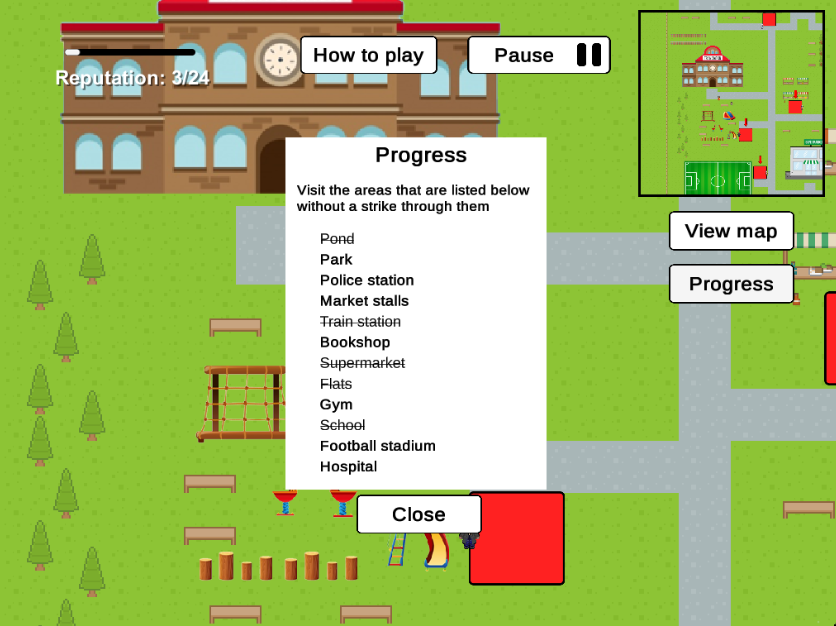 How to play
Pause
Reputation: 3/24
Progress
Visit the areas that are listed below
without a strike through them
Pond
Park
Police station
Market stalls
Train station
Bookshop
Supermarket
Flats
Gym
School
Football stadium
Hospital
Close
View map
Progress